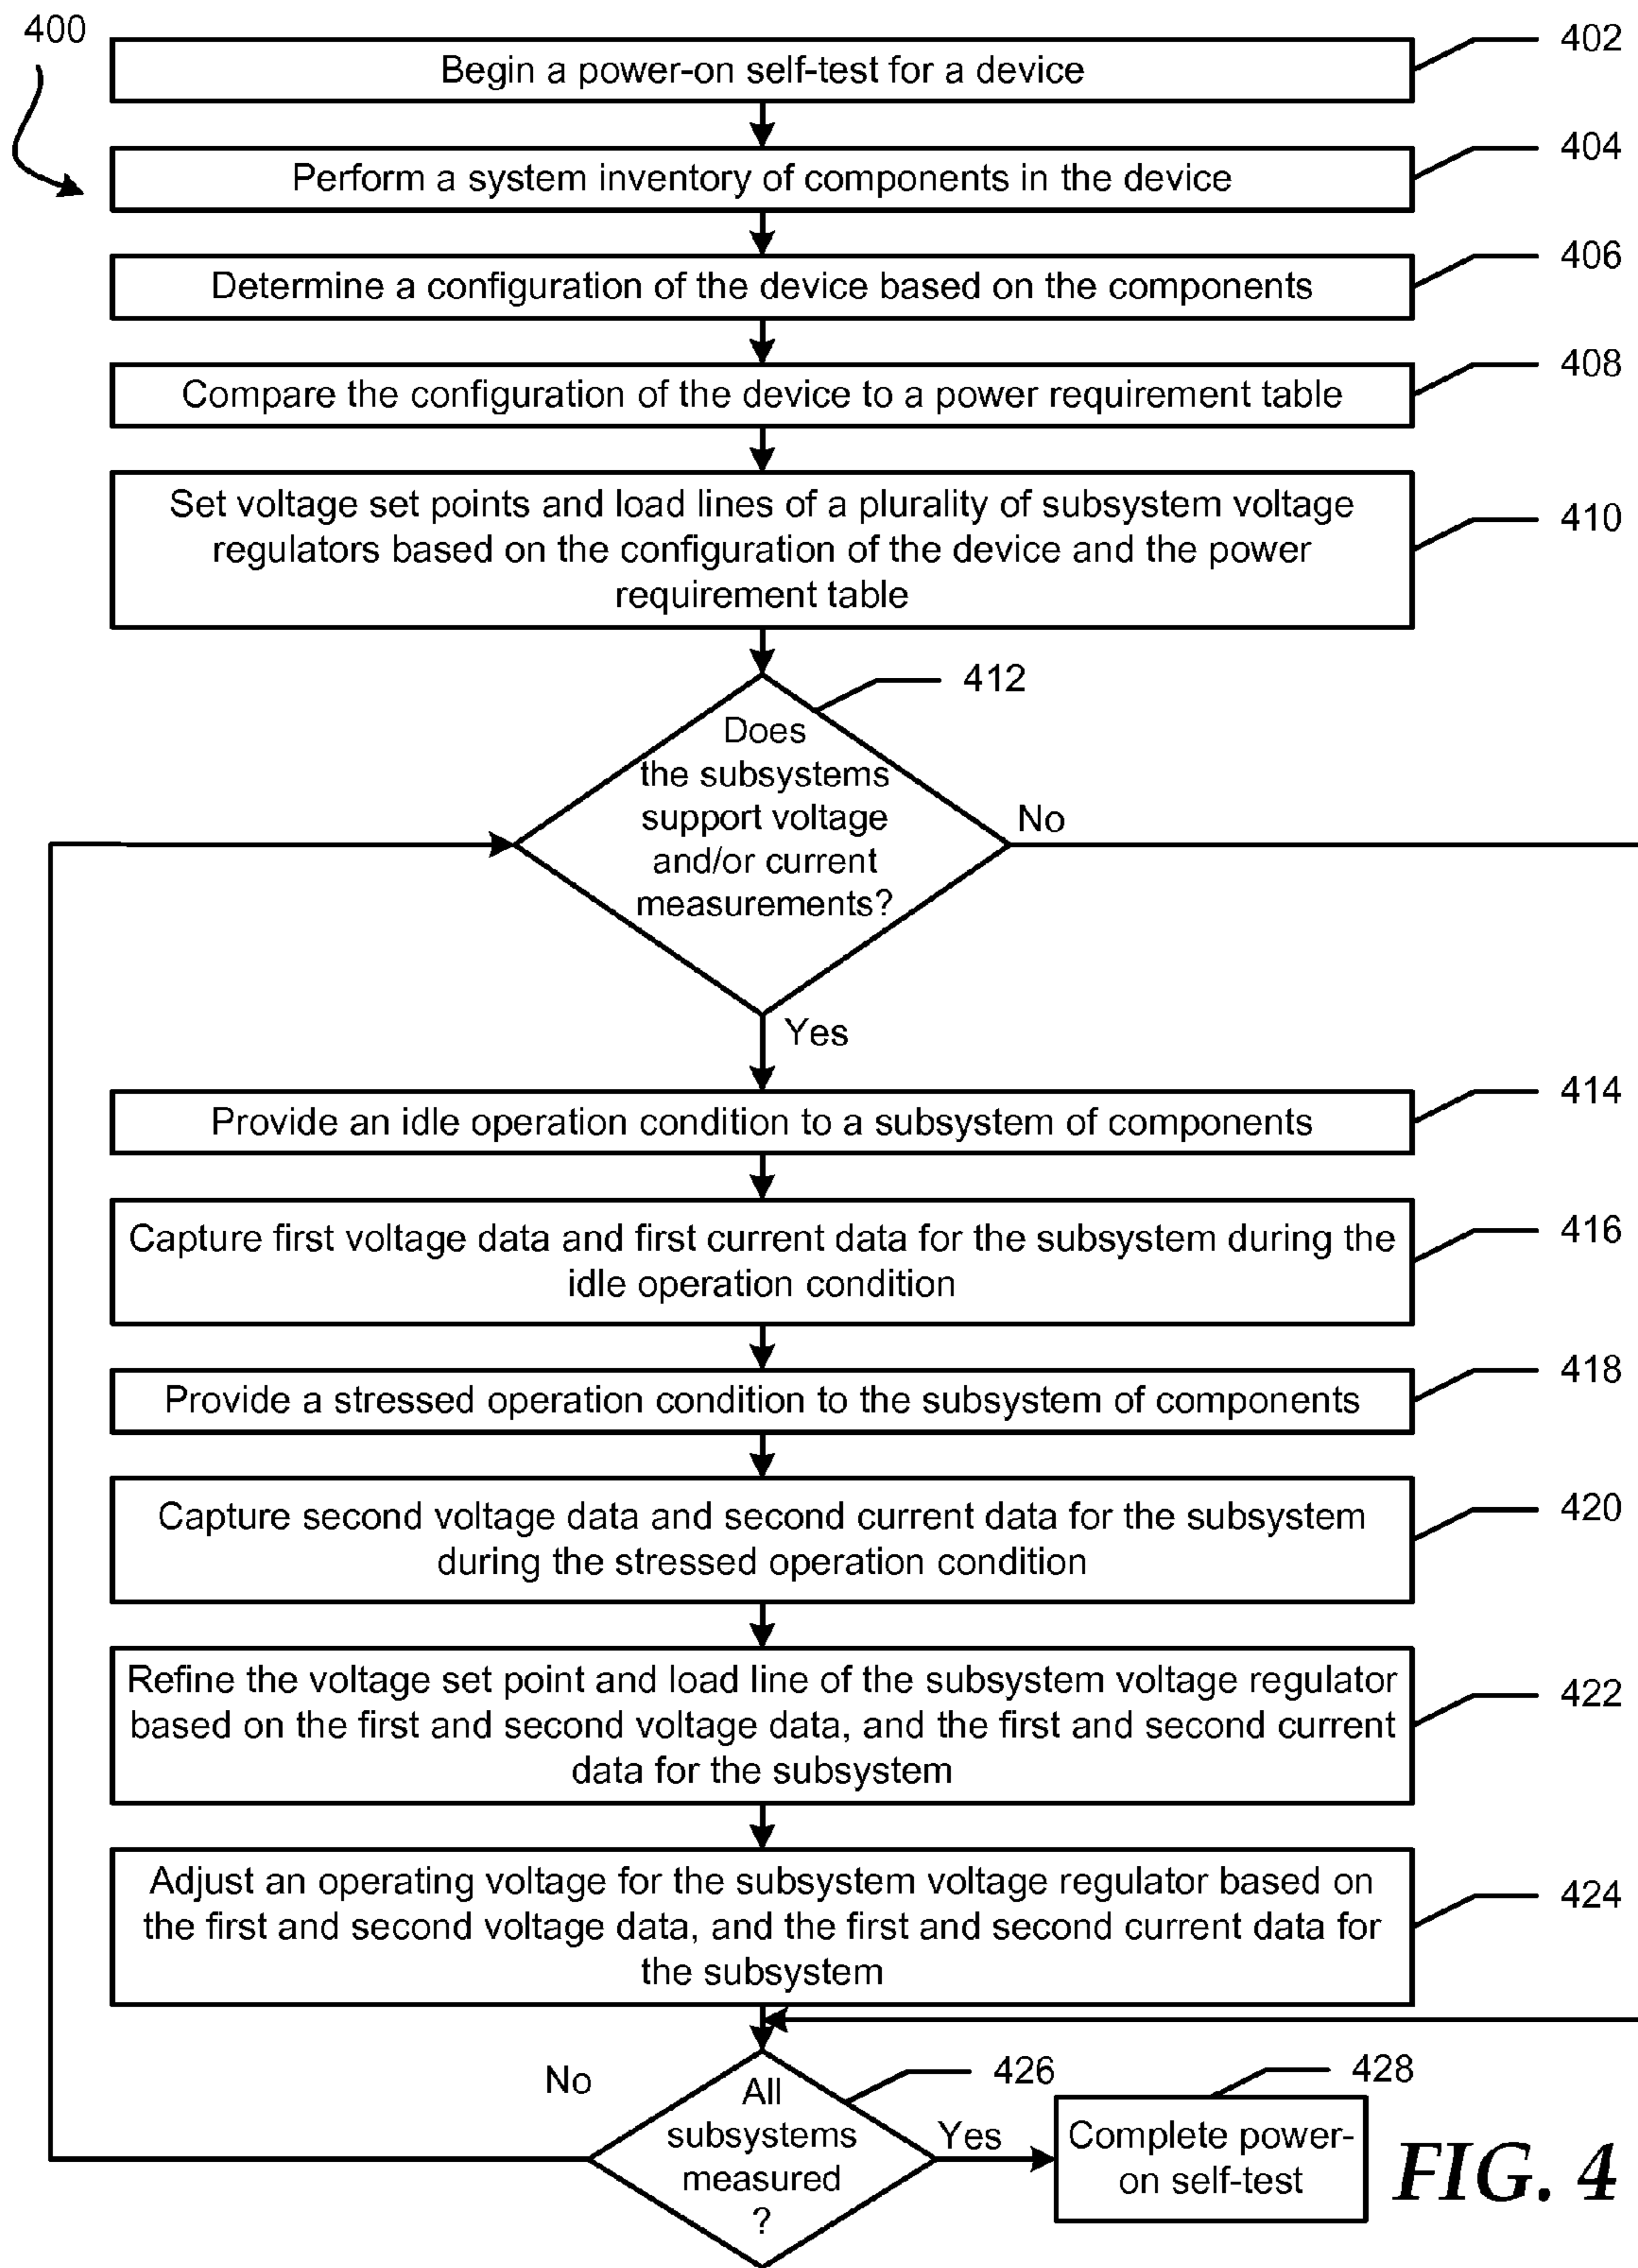 400
Begin a power-on self-test for a device
402
Perform a system inventory of components in the device
404
Determine a configuration of the device based on the components
406
Compare the configuration of the device to a power requirement table
408
Set voltage set points and load lines of a plurality of subsystem voltage
regulators based on the configuration of the device and the power
requirement table
410
412
Does
the subsystems
support voltage
and/or current
measurements?
No
Yes
Provide an idle operation condition to a subsystem of components
414
Capture first voltage data and first current data for the subsystem during the
idle operation condition
416
Provide a stressed operation condition to the subsystem of components
418
Capture second voltage data and second current data for the subsystem
during the stressed operation condition
420
Refine the voltage set point and load line of the subsystem voltage regulator
based on the first and second voltage data, and the first and second current
data for the subsystem
422
Adjust an operating voltage for the subsystem voltage regulator based on
the first and second voltage data, and the first and second current data for
the subsystem
424
No
426
All
subsystems
measured
?
Yes
428
Complete power-
on self-test
FIG. 4